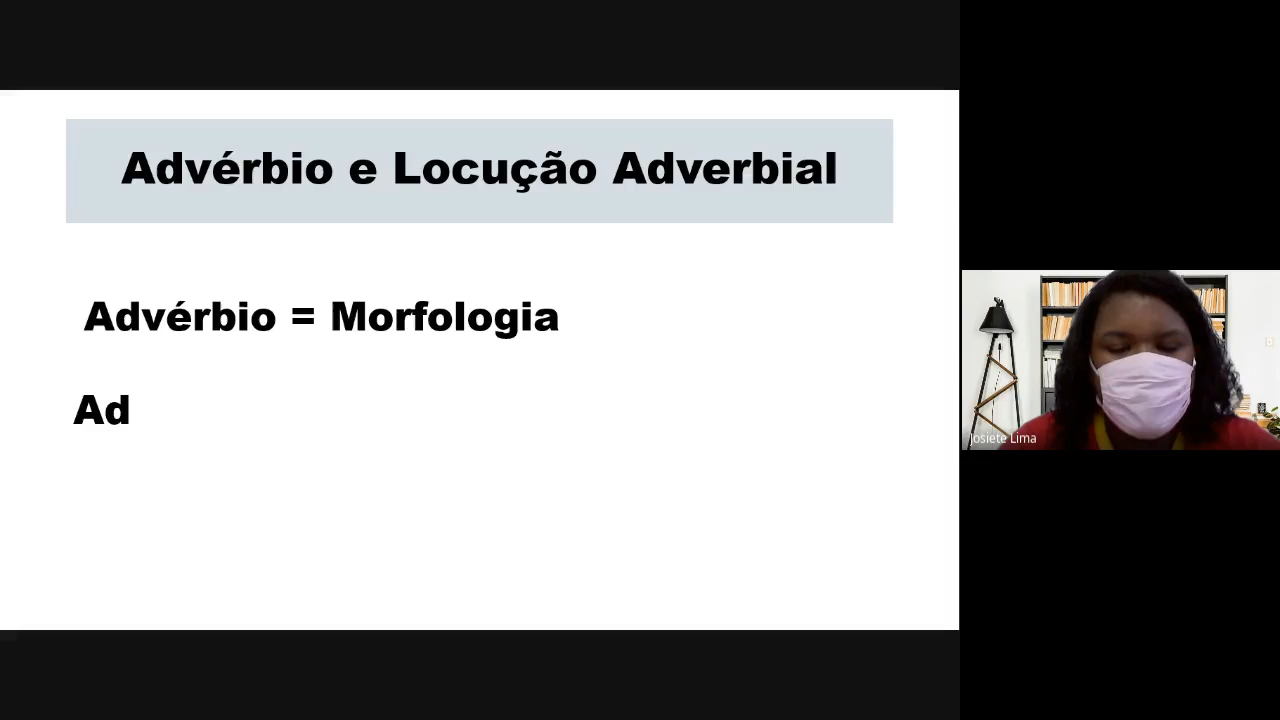 Advérbio e Locução Adverbial
Advérbio = Morfologia
Ad
Josiete Lima